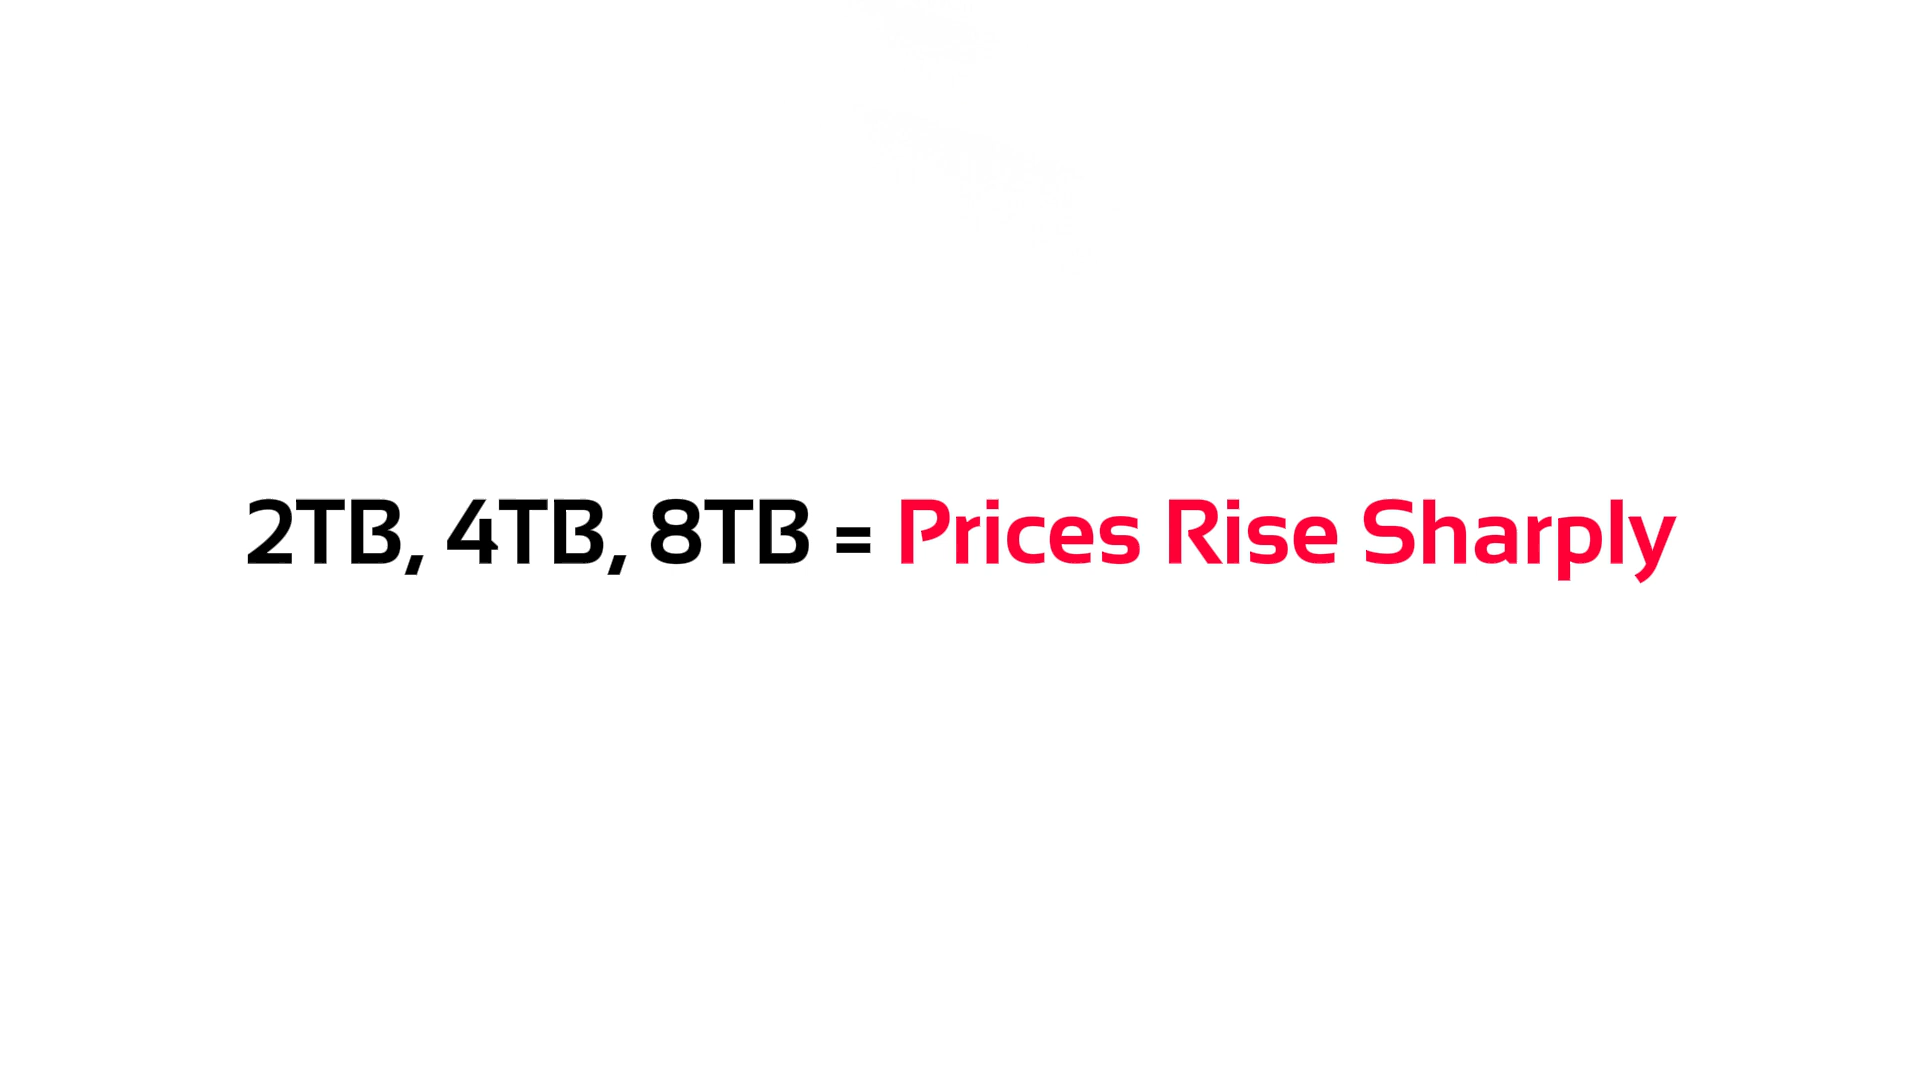 2TB, 4TB, 8TB = Prices Rise Sharply